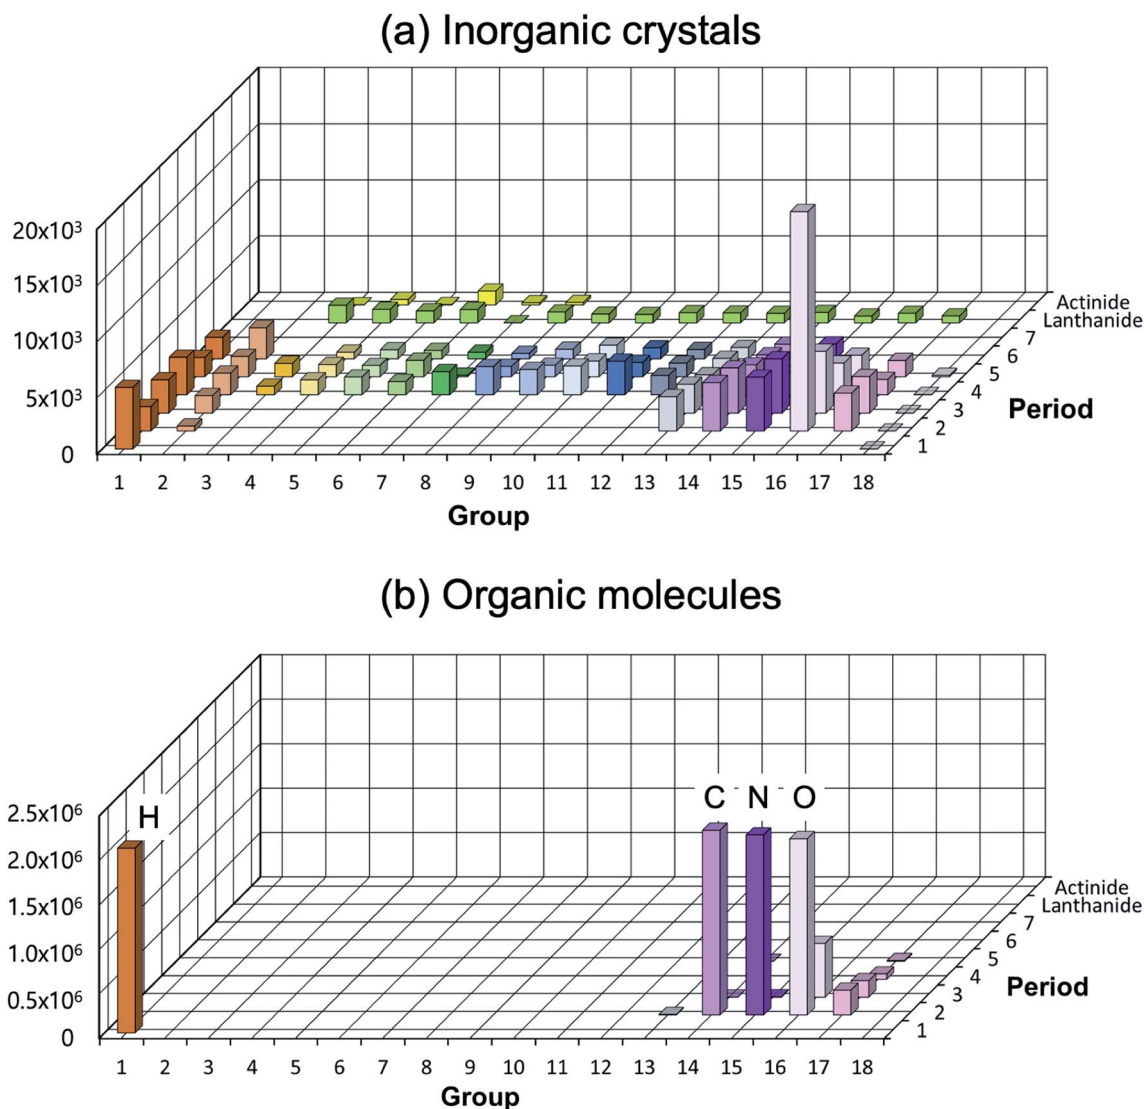 (a) Inorganic crystals
20x10³
15x10³
10x10³
5x10³
0
1 2 3 4 5 6 7 8 9 10 11 12 13 14 15 16 17 18
Group
1
2
3
4
5
6
7
Lanthanide
Actinide
Period
(b) Organic molecules
2.5x10⁶
2.0x10⁶
1.5x10⁶
1.0x10⁶
0.5x10⁶
0
H
C N O
1 2 3 4 5 6 7 8 9 10 11 12 13 14 15 16 17 18
Group
1
2
3
4
5
6
7
Lanthanide
Actinide
Period